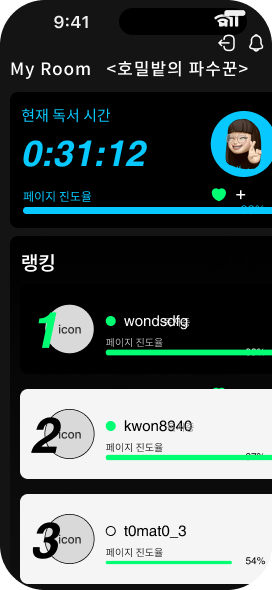 9:41
My Room <호밀밭의 파수꾼>
현재 독서 시간
0:31:12
페이지 진도율
랭킹
1 icon wondsdfg
페이지 진도율
2 icon kwon8940
페이지 진도율
3 icon t0mat0_3
페이지 진도율
54%